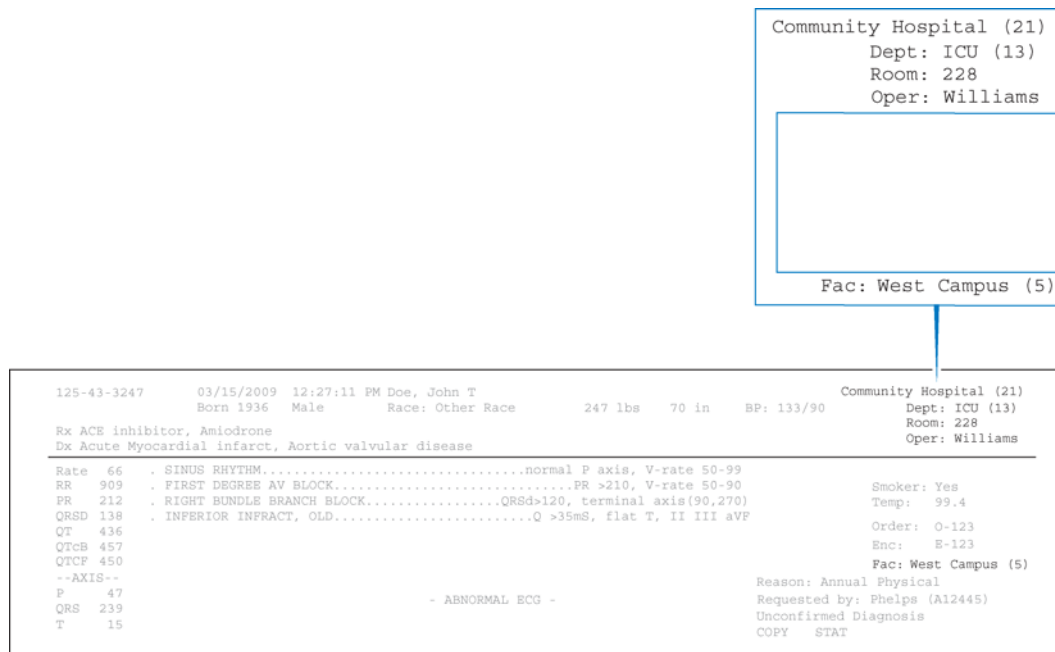 Community Hospital (21)
Dept: ICU (13)
Room: 228
Oper: Williams
Fac: West Campus (5)
125-43-3247 03/15/2009 12:27:11 PM Doe, John T Community Hospital (21)
Born 1936 Male Race: Other Race 247 lbs 70 in BP: 133/90 Dept: ICU (13)
Room: 228
Rx ACE inhibitor, Amiodrone
Oper: Williams
Dx Acute Myocardial infarct, Aortic valvular disease
Rate 66 . SINUS RHYTHM..............................normal P axis, V-rate 50-99
RR 909 . FIRST DEGREE AV BLOCK...........................PR >210, V-rate 50-90
Smoker: Yes
PR 212 . RIGHT BUNDLE BRANCH BLOCK...............QRSd>120, terminal axis(90,270)
Temp: 99.4
QRSD 138 . INFERIOR INFRACT, OLD.......................Q >35mS, flat T, II III aVF
Order: O-123
QT 436
QTcB 457 Enc: E-123
QTCF 450 Fac: West Campus (5)
--AXIS-- Reason: Annual Physical
P 47 - ABNORMAL ECG - Requested by: Phelps (A12445)
QRS 239 Unconfirmed Diagnosis
T 15 COPY STAT